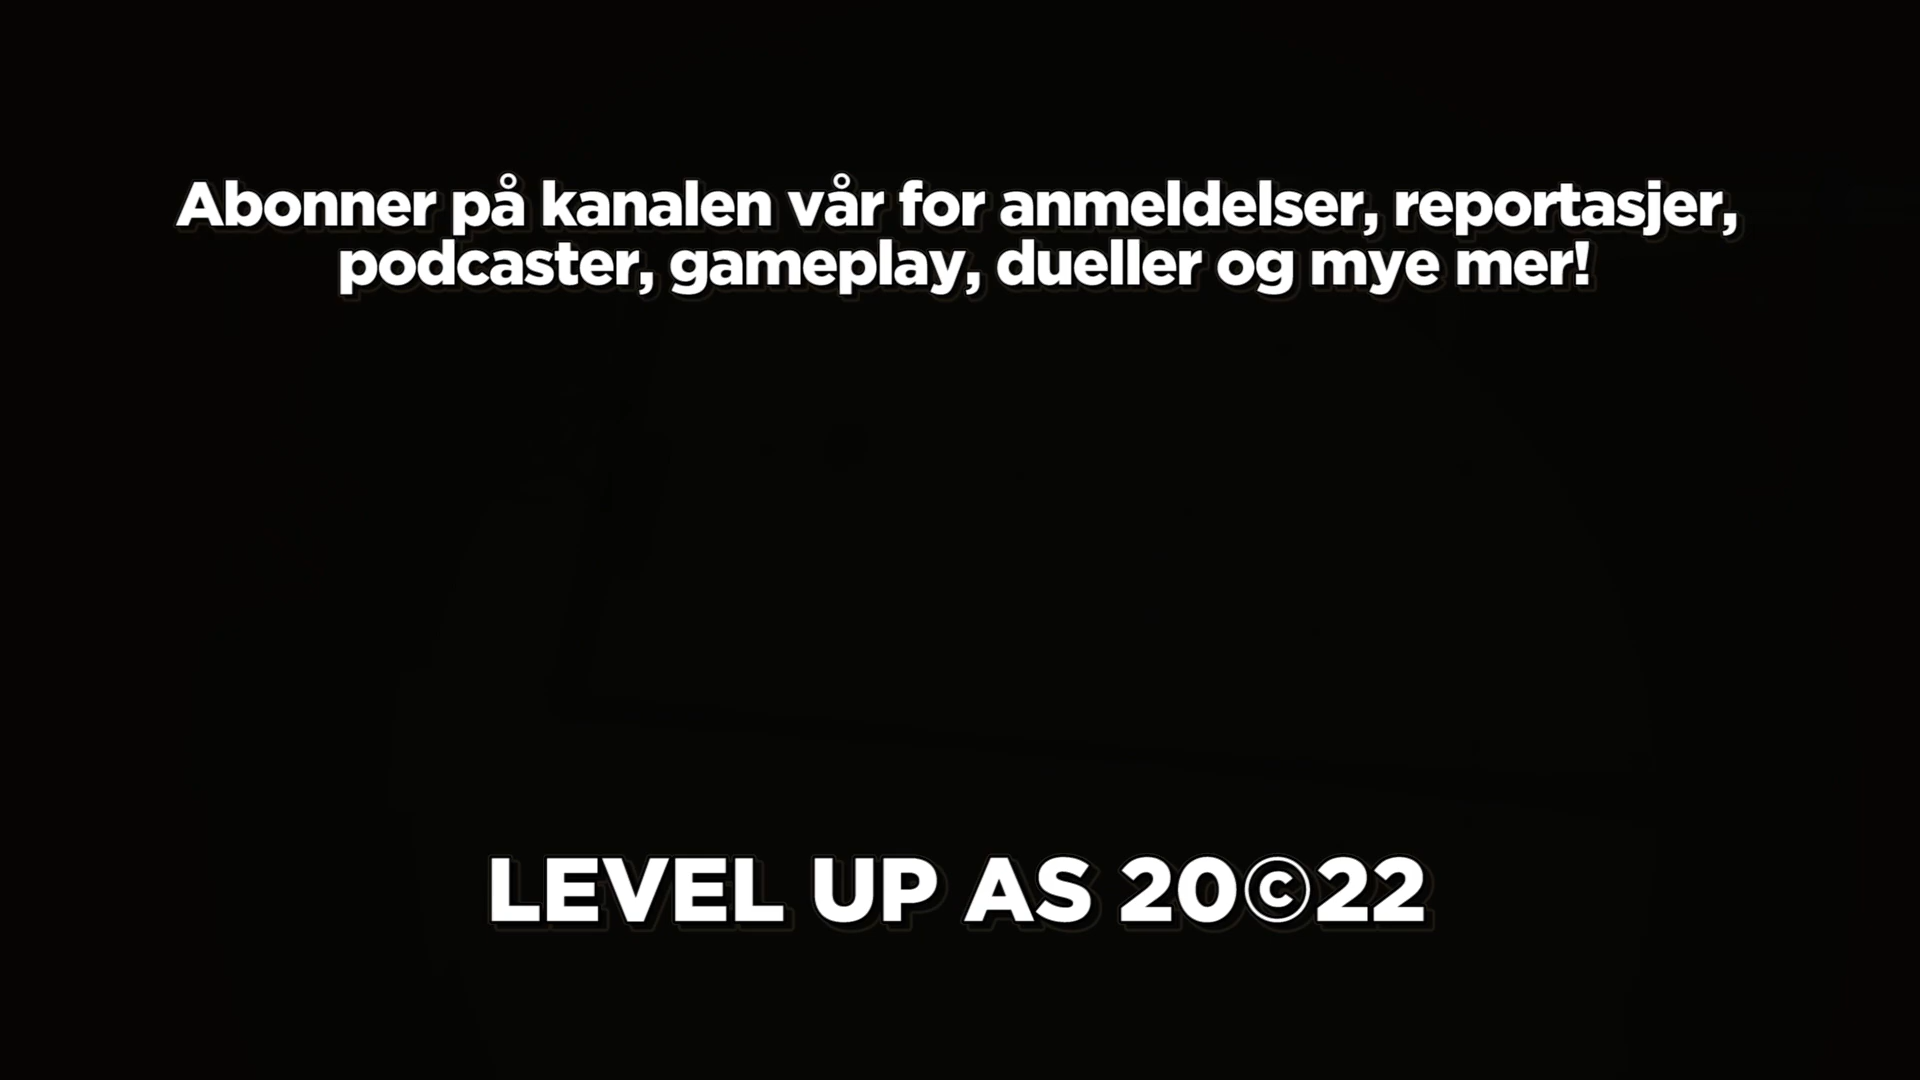 Abonner på kanalen vår for anmeldelser, reportasjer,
podcaster, gameplay, dueller og mye mer!
LEVEL UP AS 20©22